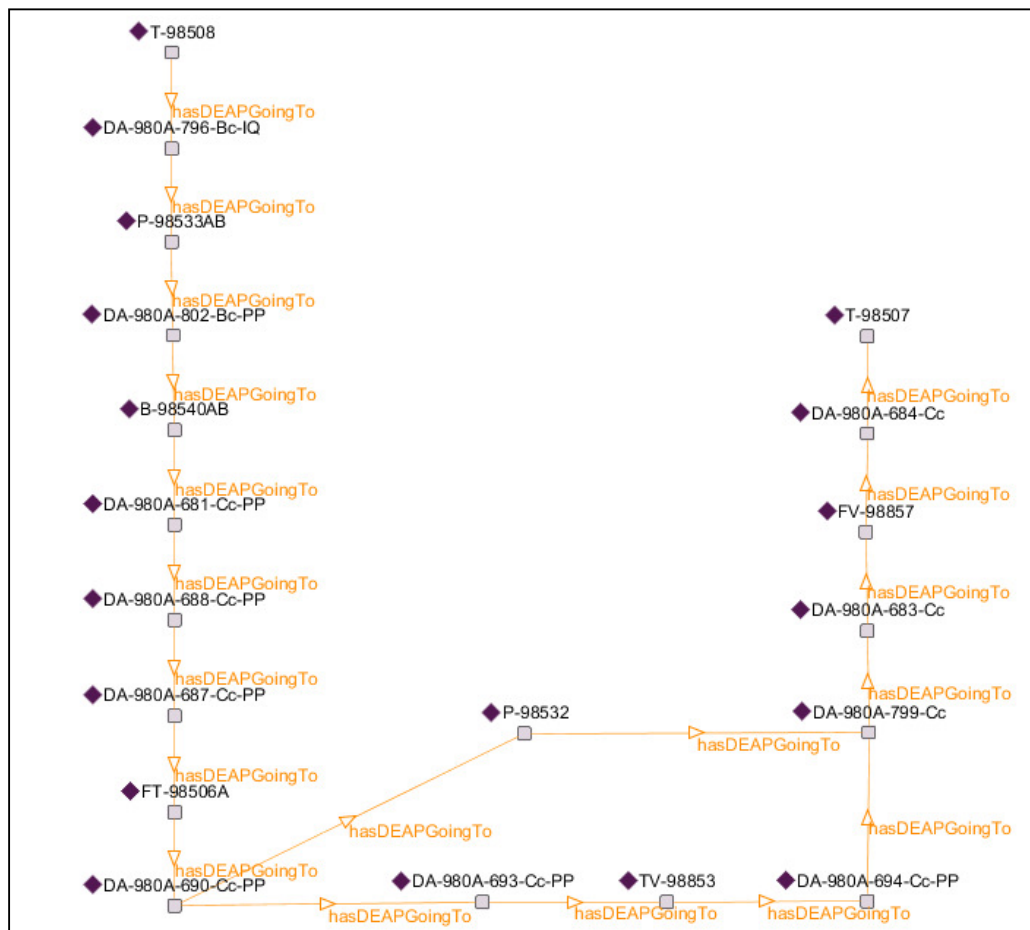 T-98508
hasDEAPGoingTo
DA-980A-796-Bc-IQ
hasDEAPGoingTo
P-98533AB
hasDEAPGoingTo
DA-980A-802-Bc-PP
hasDEAPGoingTo
B-98540AB
hasDEAPGoingTo
DA-980A-681-Cc-PP
hasDEAPGoingTo
DA-980A-688-Cc-PP
hasDEAPGoingTo
DA-980A-687-Cc-PP
hasDEAPGoingTo
FT-98506A
hasDEAPGoingTo
DA-980A-690-Cc-PP
hasDEAPGoingTo
P-98532
hasDEAPGoingTo
hasDEAPGoingTo
DA-980A-693-Cc-PP
hasDEAPGoingTo
TV-98853
hasDEAPGoingTo
DA-980A-694-Cc-PP
hasDEAPGoingTo
DA-980A-799-Cc
hasDEAPGoingTo
DA-980A-683-Cc
hasDEAPGoingTo
FV-98857
hasDEAPGoingTo
DA-980A-684-Cc
hasDEAPGoingTo
T-98507